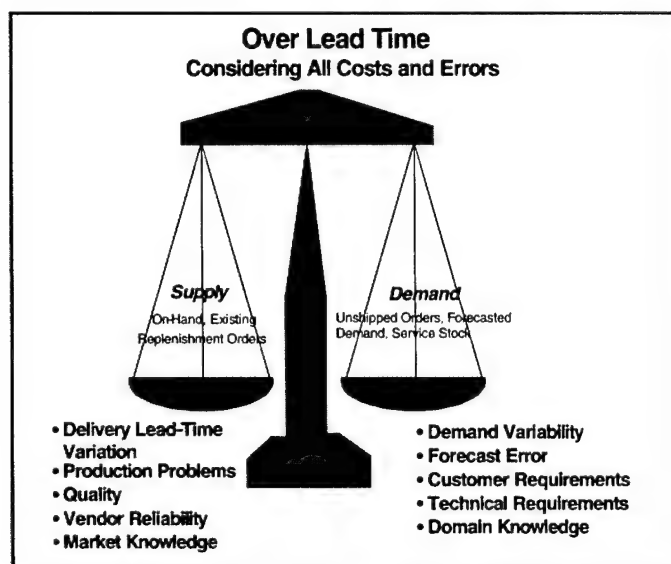 Over Lead Time
Considering All Costs and Errors
Supply
On-Hand, Existing
Replenishment Orders
Demand
Unshipped Orders, Forecasted
Demand, Service Stock
• Delivery Lead-Time
Variation
• Production Problems
• Quality
• Vendor Reliability
• Market Knowledge
• Demand Variability
• Forecast Error
• Customer Requirements
• Technical Requirements
• Domain Knowledge